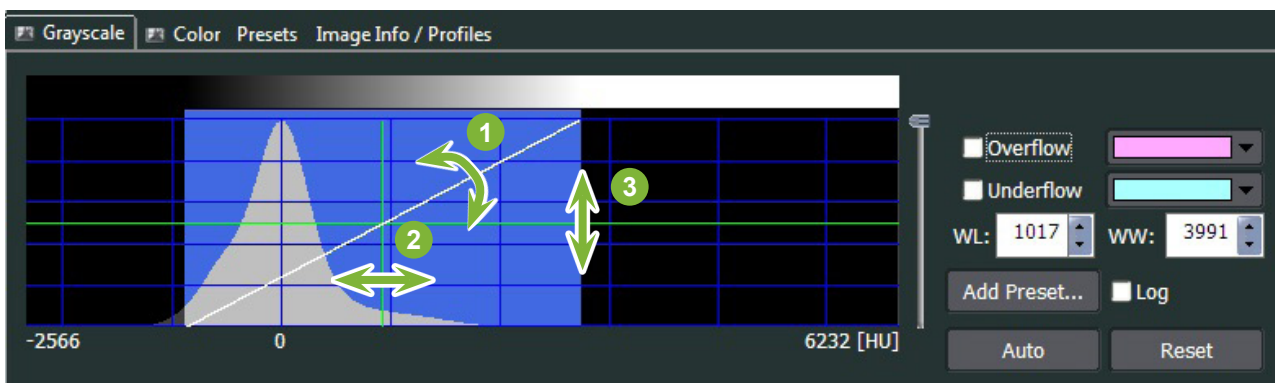 Grayscale Color Presets Image Info / Profiles
1
3
2
Overflow
Underflow
WL: 1017 WW: 3991
Add Preset... Log
-2566 0 6232 [HU]
Auto Reset